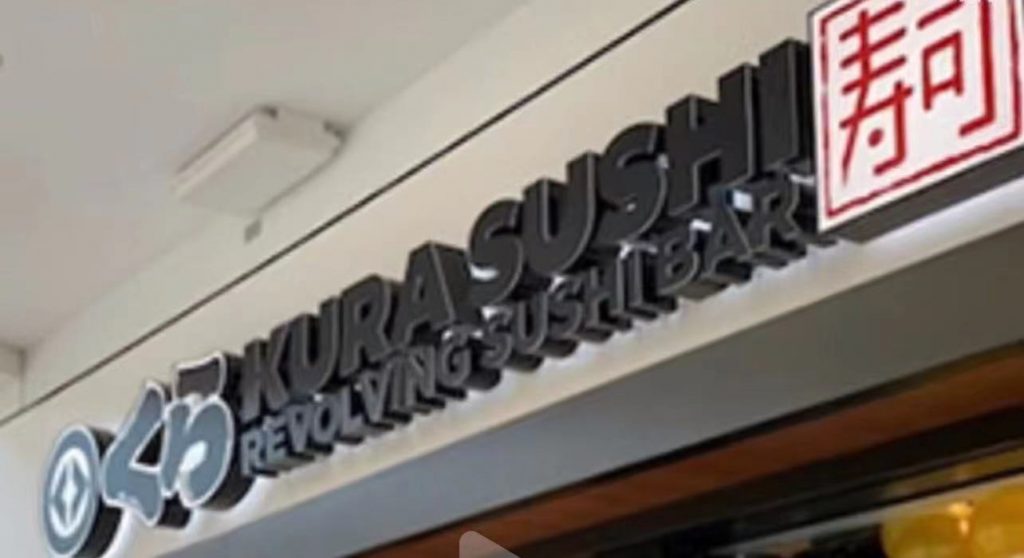 くら KURA SUSHI
REVOLVING SUSHI BAR
寿司